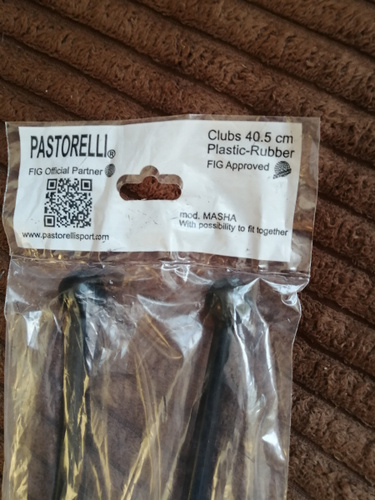 PASTORELLI®
FIG Official Partner
www.pastorellisport.com
Clubs 40.5 cm
Plastic-Rubber
FIG Approved
mod. MASHA
With possibility to fit together